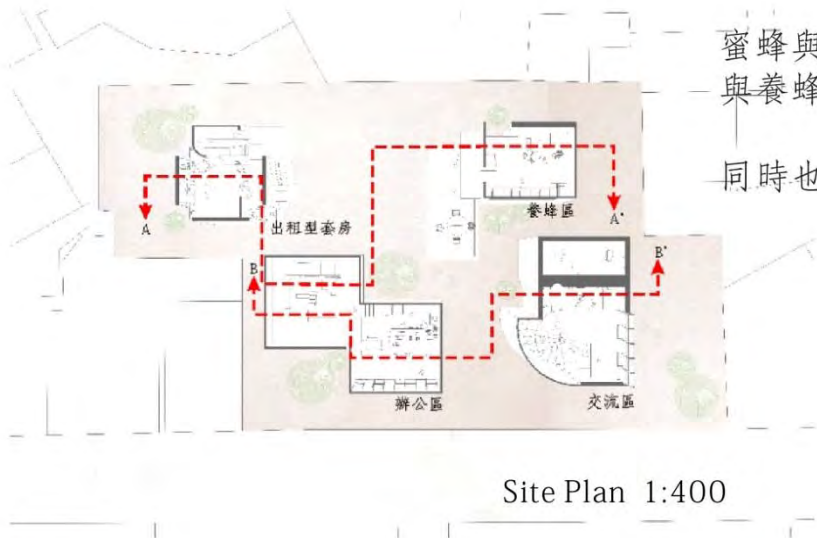 蜜蜂與
與養蜂
同時也
養蜂區
A
A'
出租型套房
B
B'
辦公區
交流區
Site Plan 1:400